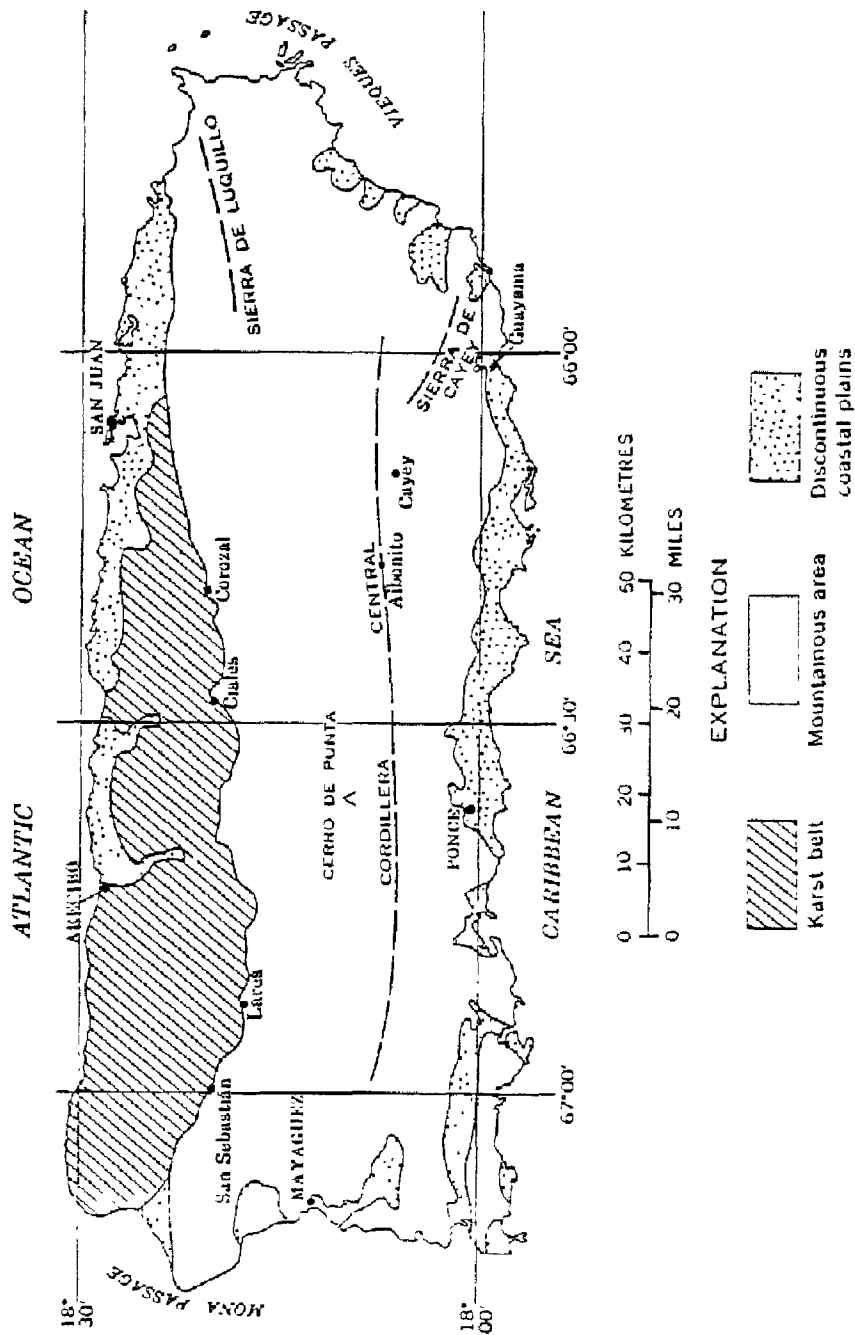 ATLANTIC
OCEAN
18°
30'
ARECIBO
SAN JUAN
MONA PASSAGE
VIEQUES PASSAGE
San Sebastián
Lares
Ciales
Corozal
SIERRA DE LUQUILLO
MAYAGUEZ
CERRO DE PUNTA
CORDILLERA
CENTRAL
Aibonito
Cayey
SIERRA DE
CAYEY
PONCE
Guayama
18°
00'
67°00'
66°30'
66°00'
CARIBBEAN
SEA
0 10 20 30 40 50 KILOMETRES
0 10 20 30 MILES
EXPLANATION
Karst belt
Mountainous area
Discontinuous
coastal plains